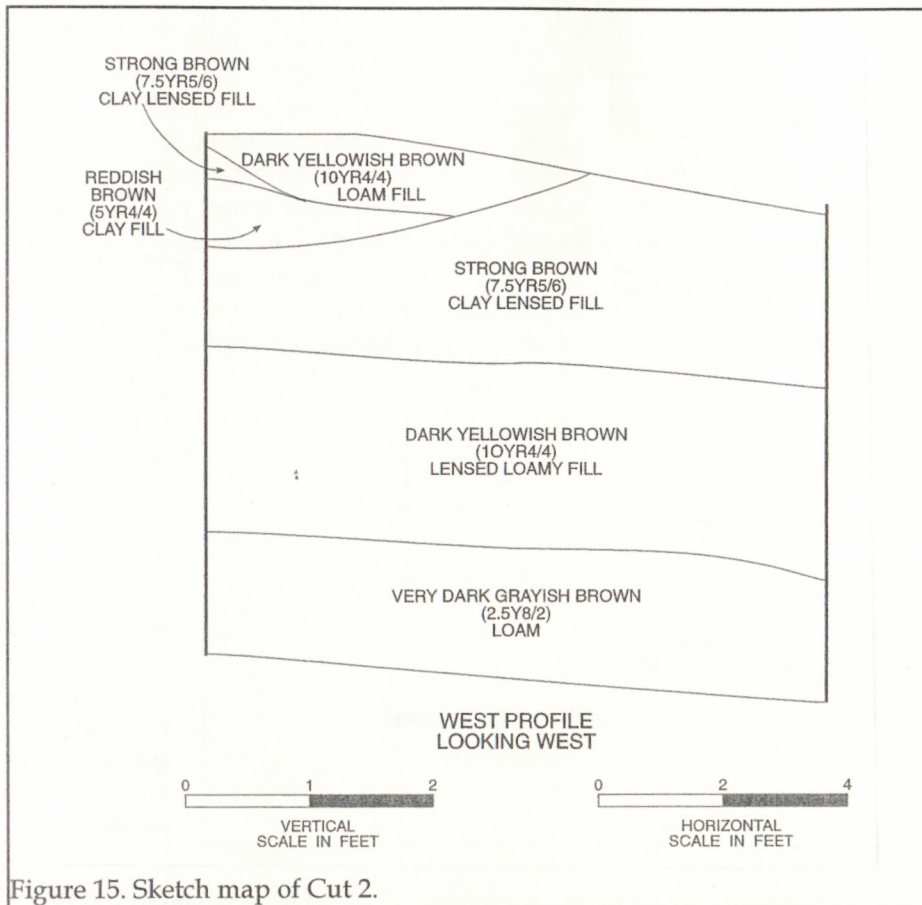 STRONG BROWN
(7.5YR5/6)
CLAY LENSED FILL
DARK YELLOWISH BROWN
(10YR4/4)
LOAM FILL
REDDISH
BROWN
(5YR4/4)
CLAY FILL
STRONG BROWN
(7.5YR5/6)
CLAY LENSED FILL
DARK YELLOWISH BROWN
(1OYR4/4)
LENSED LOAMY FILL
VERY DARK GRAYISH BROWN
(2.5Y8/2)
LOAM
WEST PROFILE
LOOKING WEST
0 1 2
VERTICAL
SCALE IN FEET
0 2 4
HORIZONTAL
SCALE IN FEET
Figure 15. Sketch map of Cut 2.